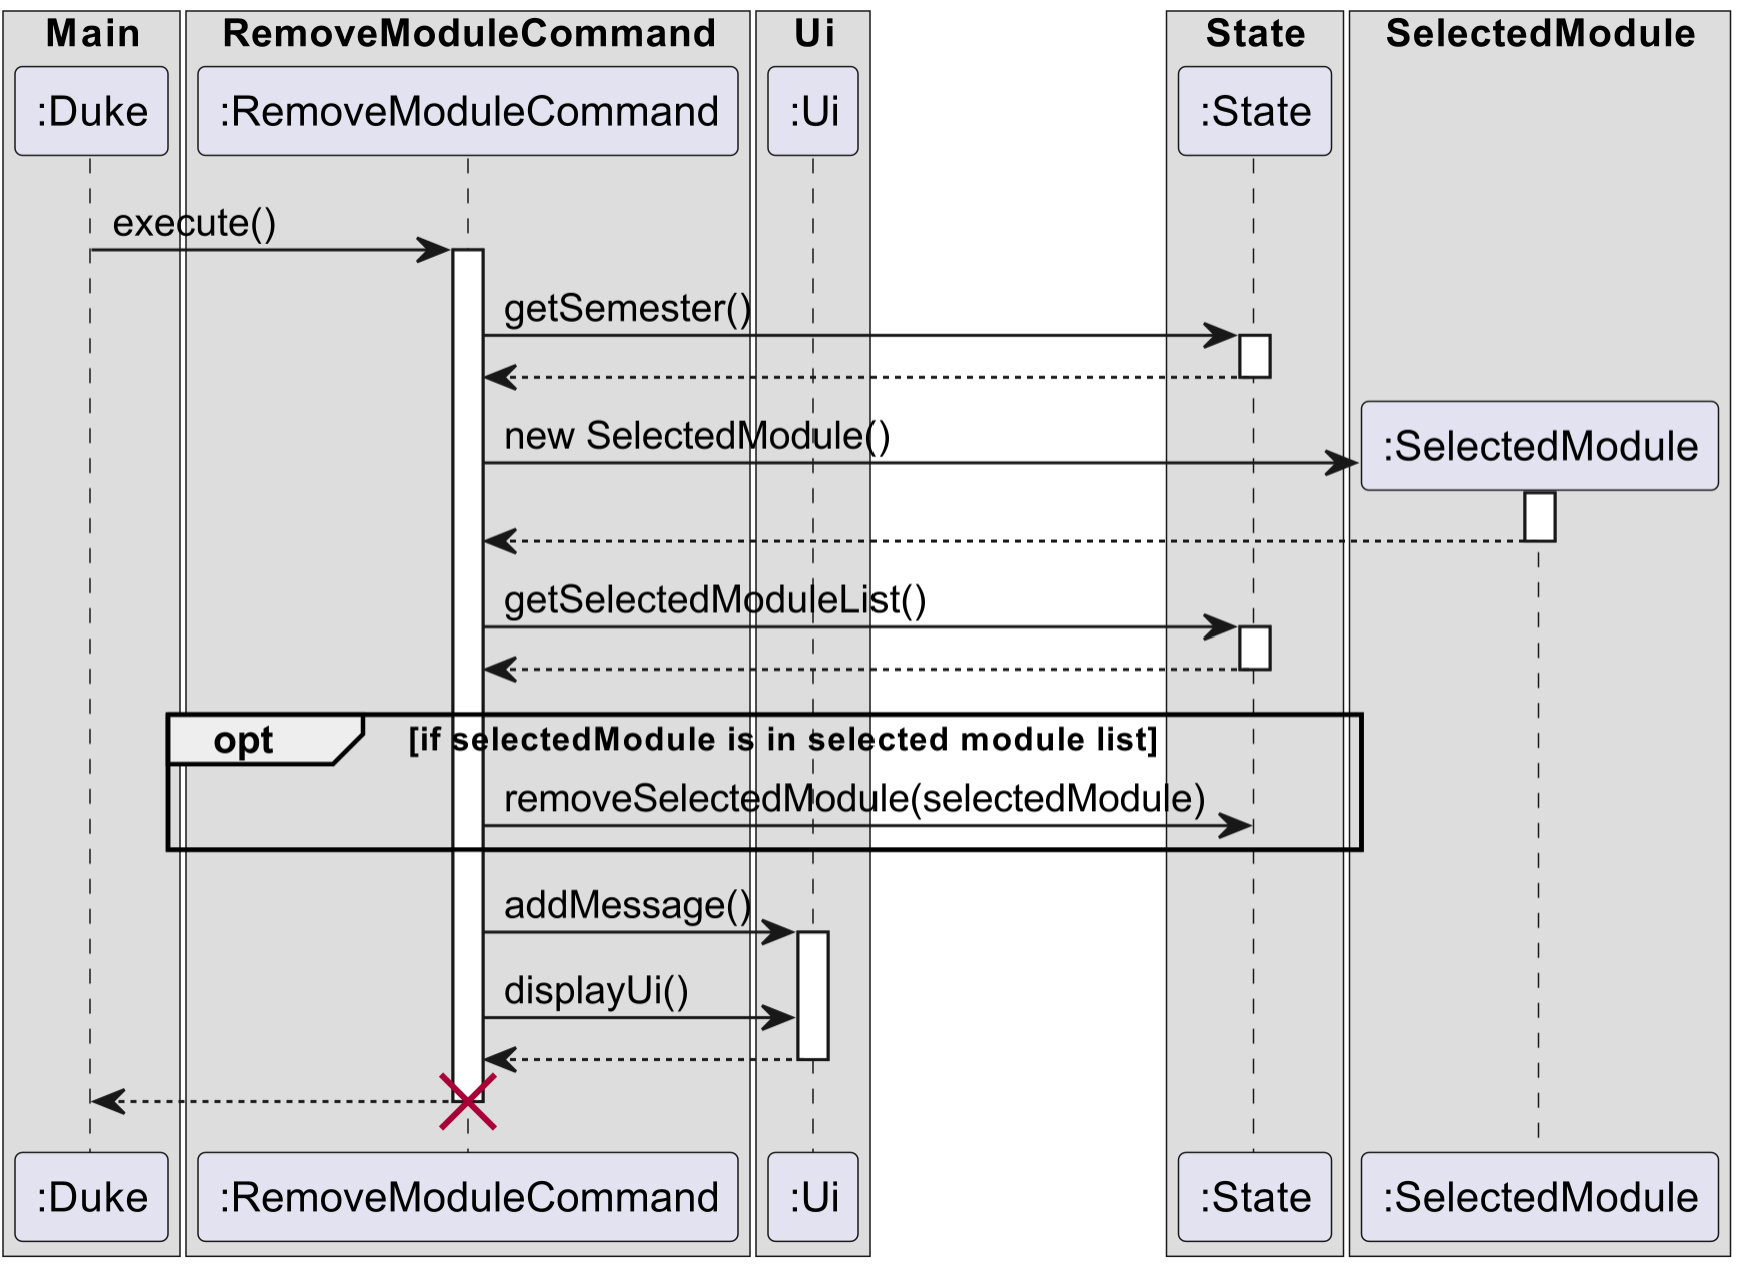 Main
RemoveModuleCommand
Ui
State
SelectedModule
:Duke
:RemoveModuleCommand
:Ui
:State
execute()
getSemester()
new SelectedModule()
:SelectedModule
getSelectedModuleList()
opt
[if selectedModule is in selected module list]
removeSelectedModule(selectedModule)
addMessage()
displayUi()
:Duke
:RemoveModuleCommand
:Ui
:State
:SelectedModule